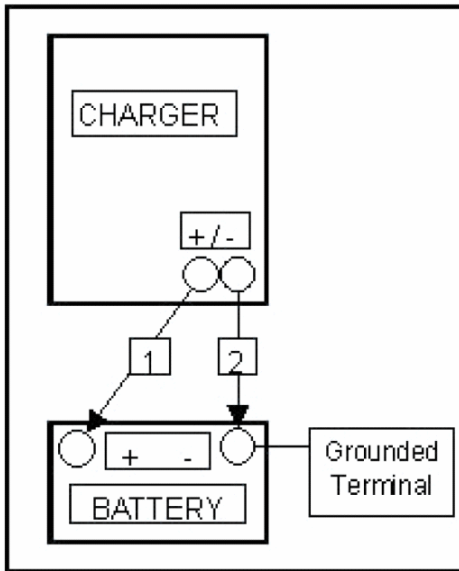 CHARGER
+ / -
1
2
+ -
BATTERY
Grounded
Terminal